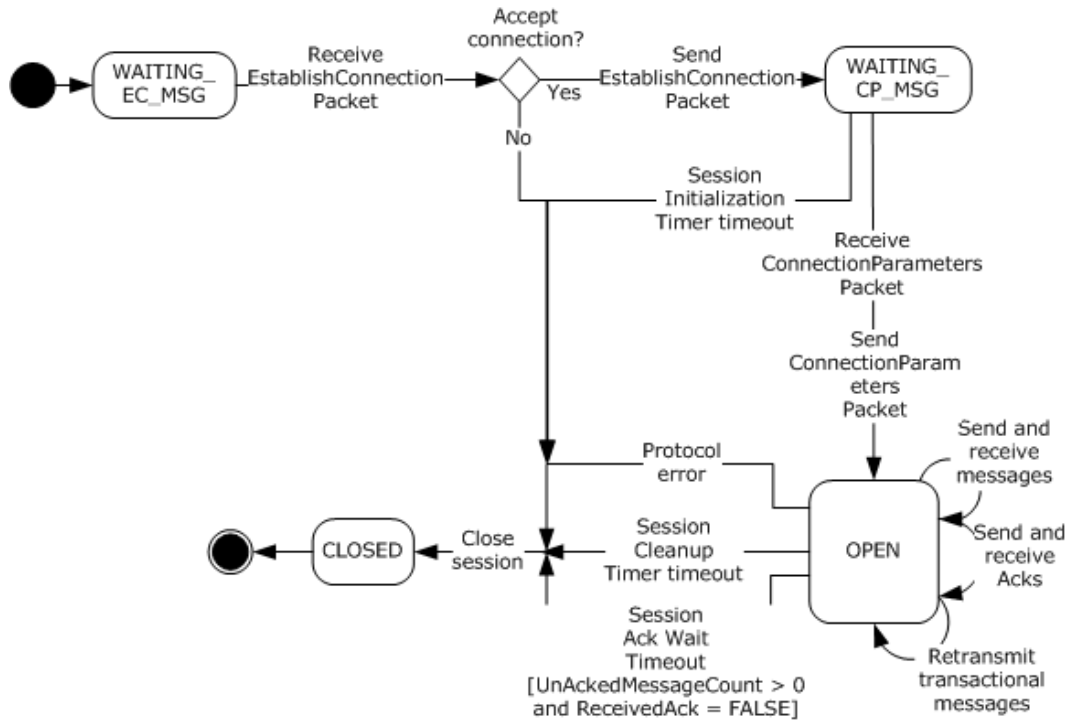 Accept
connection?
WAITING_
EC_MSG
Receive
EstablishConnection
Packet
Yes
Send
EstablishConnection
Packet
WAITING_
CP_MSG
No
Session
Initialization
Timer timeout
Receive
ConnectionParameters
Packet
Send
ConnectionParam
eters
Packet
Protocol
error
Send and
receive
messages
CLOSED
Close
session
Session
Cleanup
Timer timeout
OPEN
Send and
receive
Acks
Session
Ack Wait
Timeout
[UnAckedMessageCount > 0
and ReceivedAck = FALSE]
Retransmit
transactional
messages